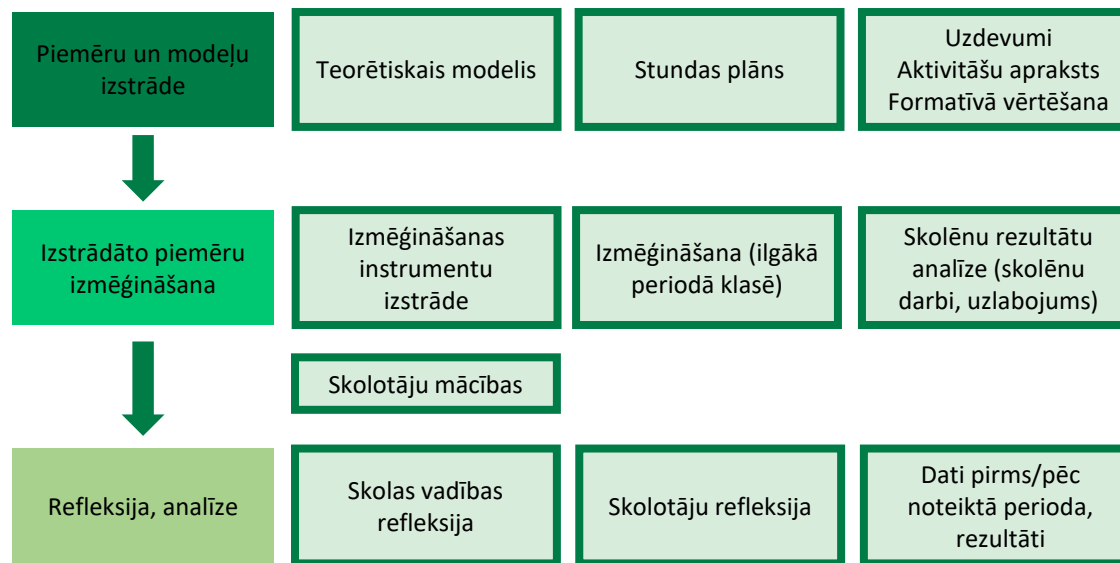 Piemēru un modeļu
izstrāde
Teorētiskais modelis
Stundas plāns
Uzdevumi
Aktivitāšu apraksts
Formatīvā vērtēšana
Izstrādāto piemēru
izmēģināšana
Izmēģināšanas
instrumentu
izstrāde
Izmēģināšana (ilgākā
periodā klasē)
Skolēnu rezultātu
analīze (skolēnu
darbi, uzlabojums)
Skolotāju mācības
Refleksija, analīze
Skolas vadības
refleksija
Skolotāju refleksija
Dati pirms/pēc
noteiktā perioda,
rezultāti